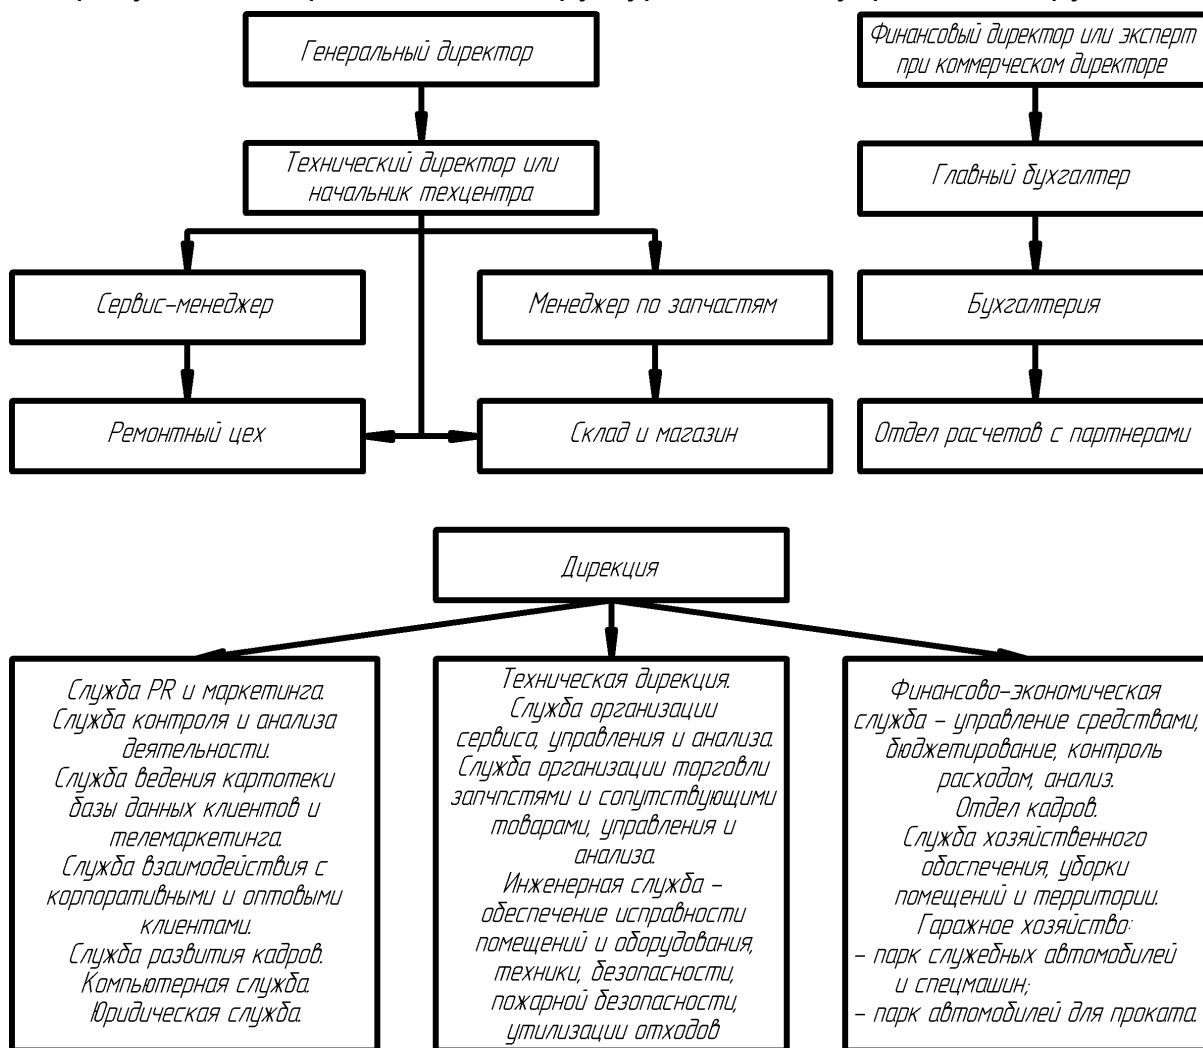 Генеральный директор
Финансовый директор или эксперт
при коммерческом директоре
Технический директор или
начальник техцентра
Главный бухгалтер
Сервис-менеджер
Менеджер по запчастям
Бухгалтерия
Ремонтный цех
Склад и магазин
Отдел расчетов с партнерами
Дирекция
Служба PR и маркетинга.
Служба контроля и анализа
деятельности.
Служба ведения картотеки
базы данных клиентов и
телемаркетинга.
Служба взаимодействия с
корпоративными и оптовыми
клиентами.
Служба развития кадров.
Компьютерная служба.
Юридическая служба.
Техническая дирекция.
Служба организации
сервиса, управления и анализа.
Служба организации торговли
запчпстями и сопутствующими
товарами, управления и
анализа.
Инженерная служба -
обеспечение исправности
помещений и оборудования,
техники, безопасности,
пожарной безопасности,
утилизации отходов
Финансово-экономическая
служба - управление средствами,
бюджетирование, контроль
расходом, анализ.
Отдел кадров.
Служба хозяйственного
обоспечения, уборки
помещений и территории.
Гаражное хозяйство:
- парк служебных автомобилей
и спецмашин;
- парк автомобилей для проката.